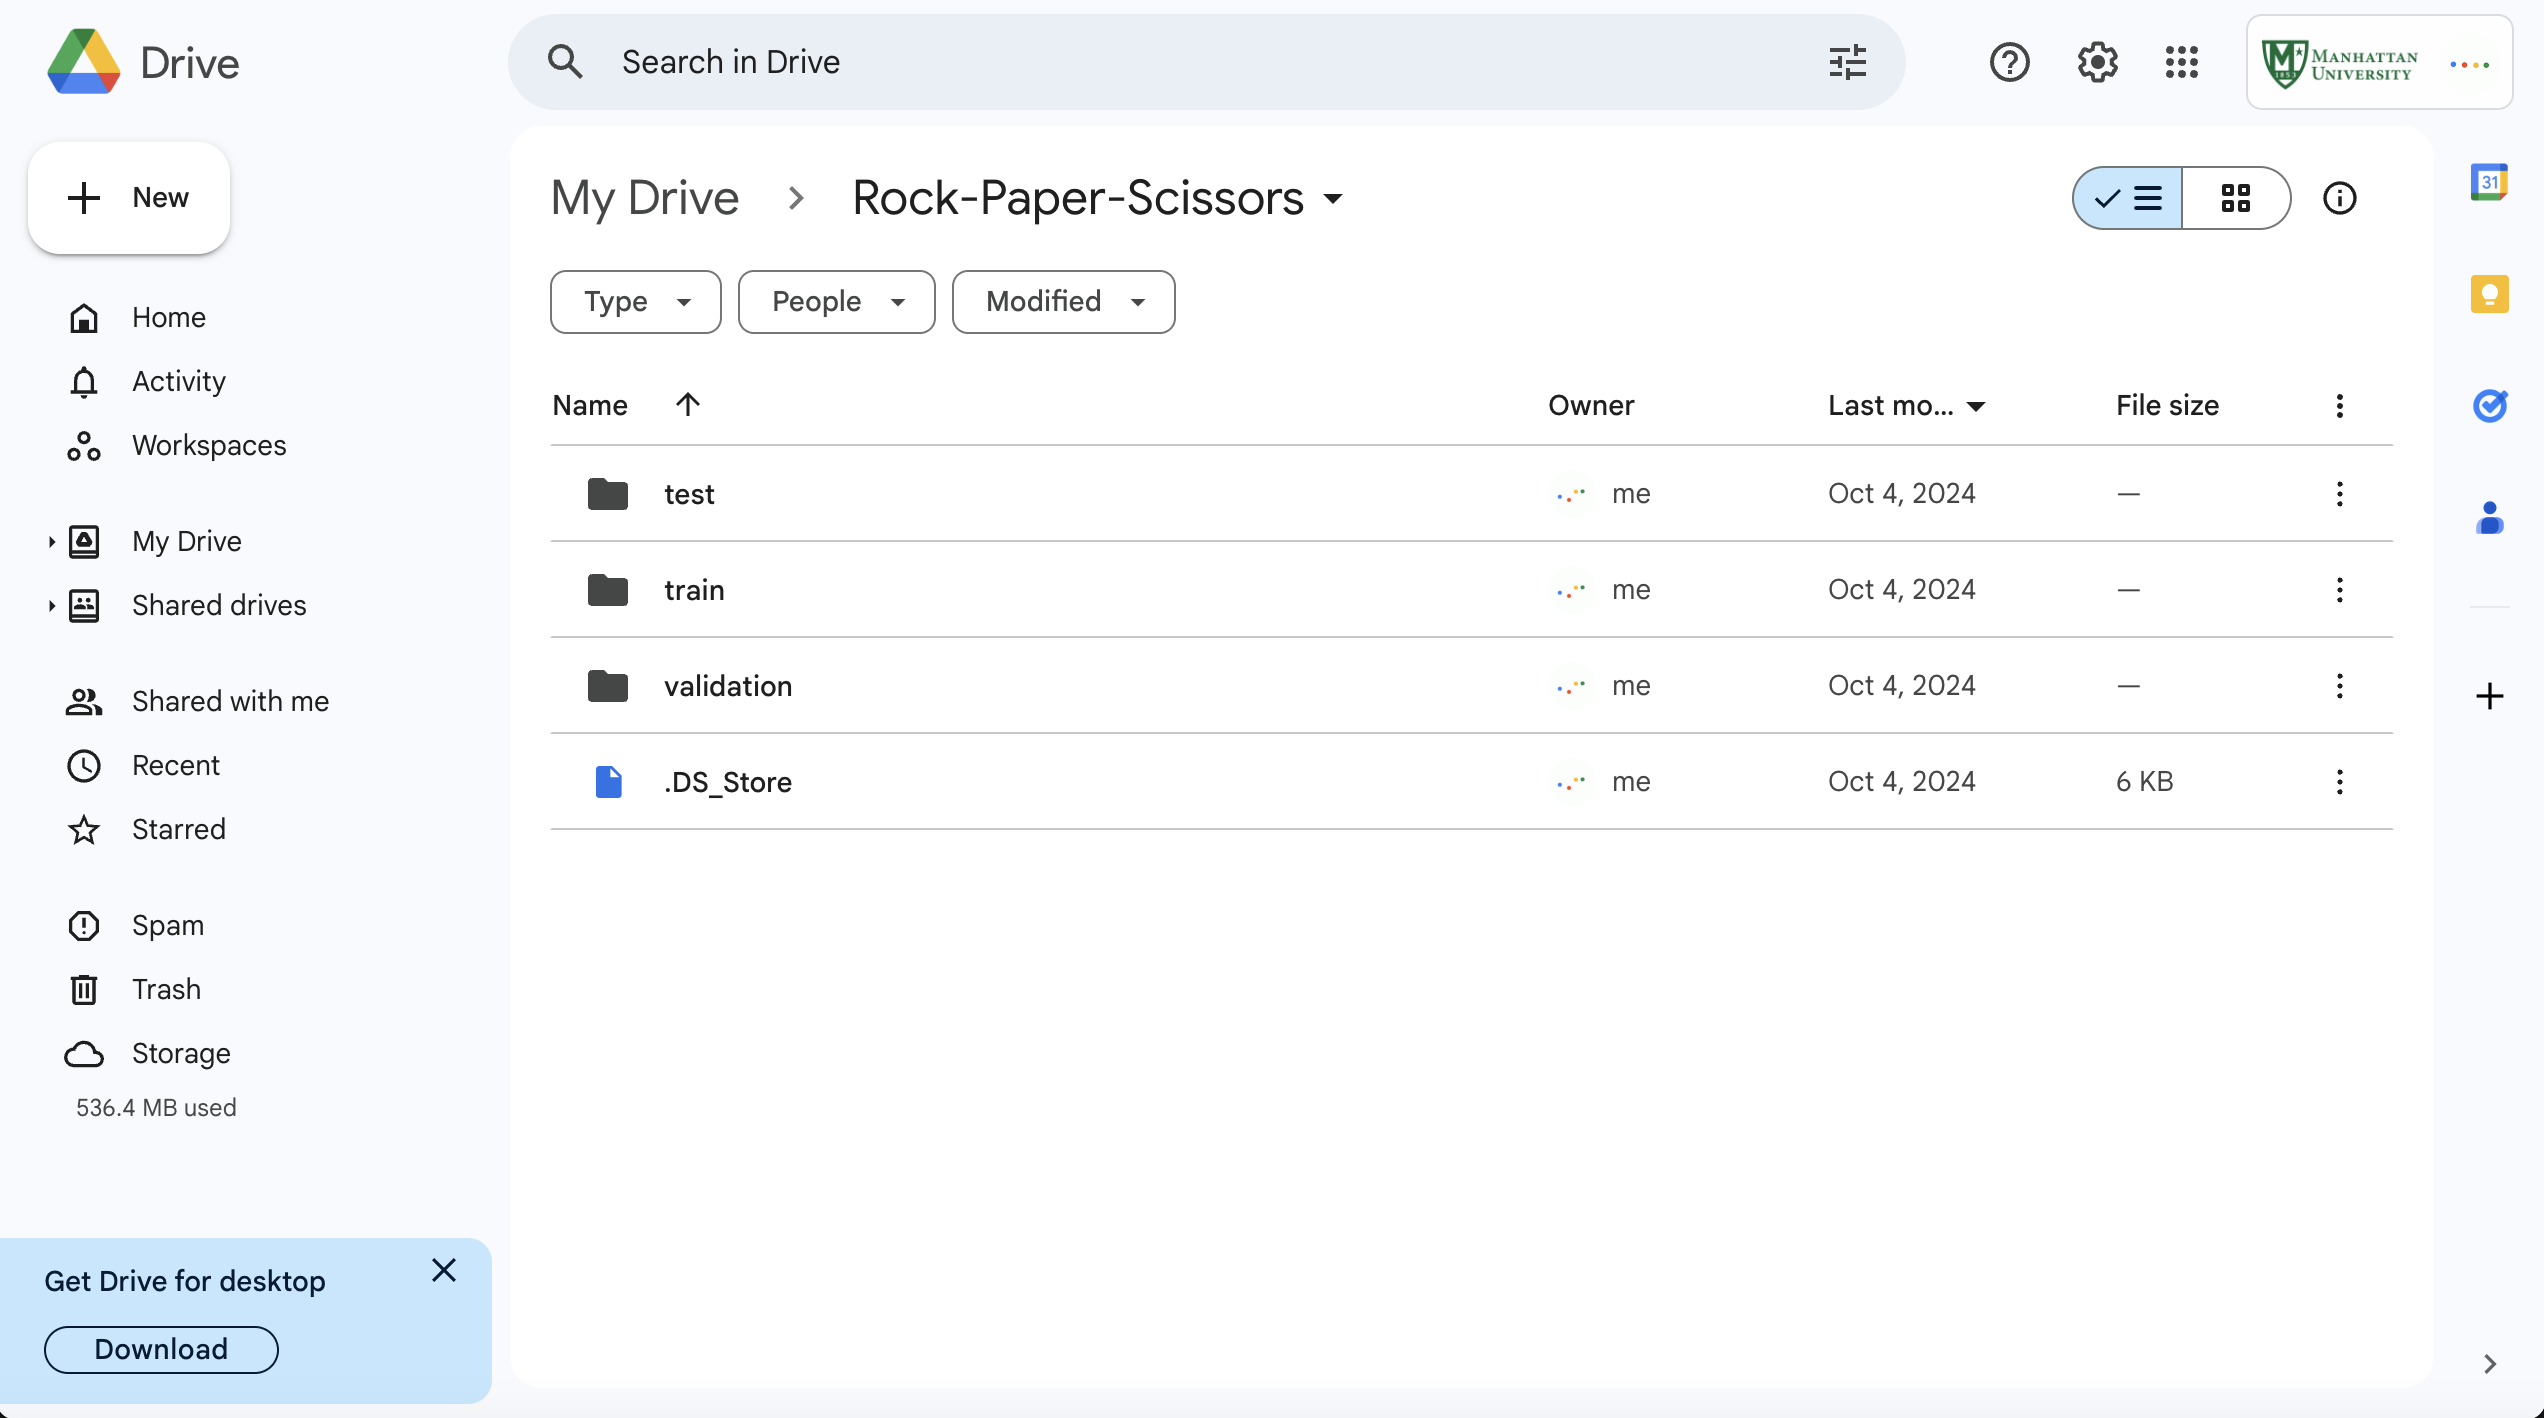 Drive
Search in Drive
MANHATTAN
UNIVERSITY
New
Home
Activity
Workspaces
My Drive
Shared drives
Shared with me
Recent
Starred
Spam
Trash
Storage
536.4 MB used
Get Drive for desktop
Download
My Drive Rock-Paper-Scissors
Type People Modified
Name Owner Last mo... File size
test me Oct 4, 2024 —
train me Oct 4, 2024 —
validation me Oct 4, 2024 —
.DS_Store me Oct 4, 2024 6 KB
31